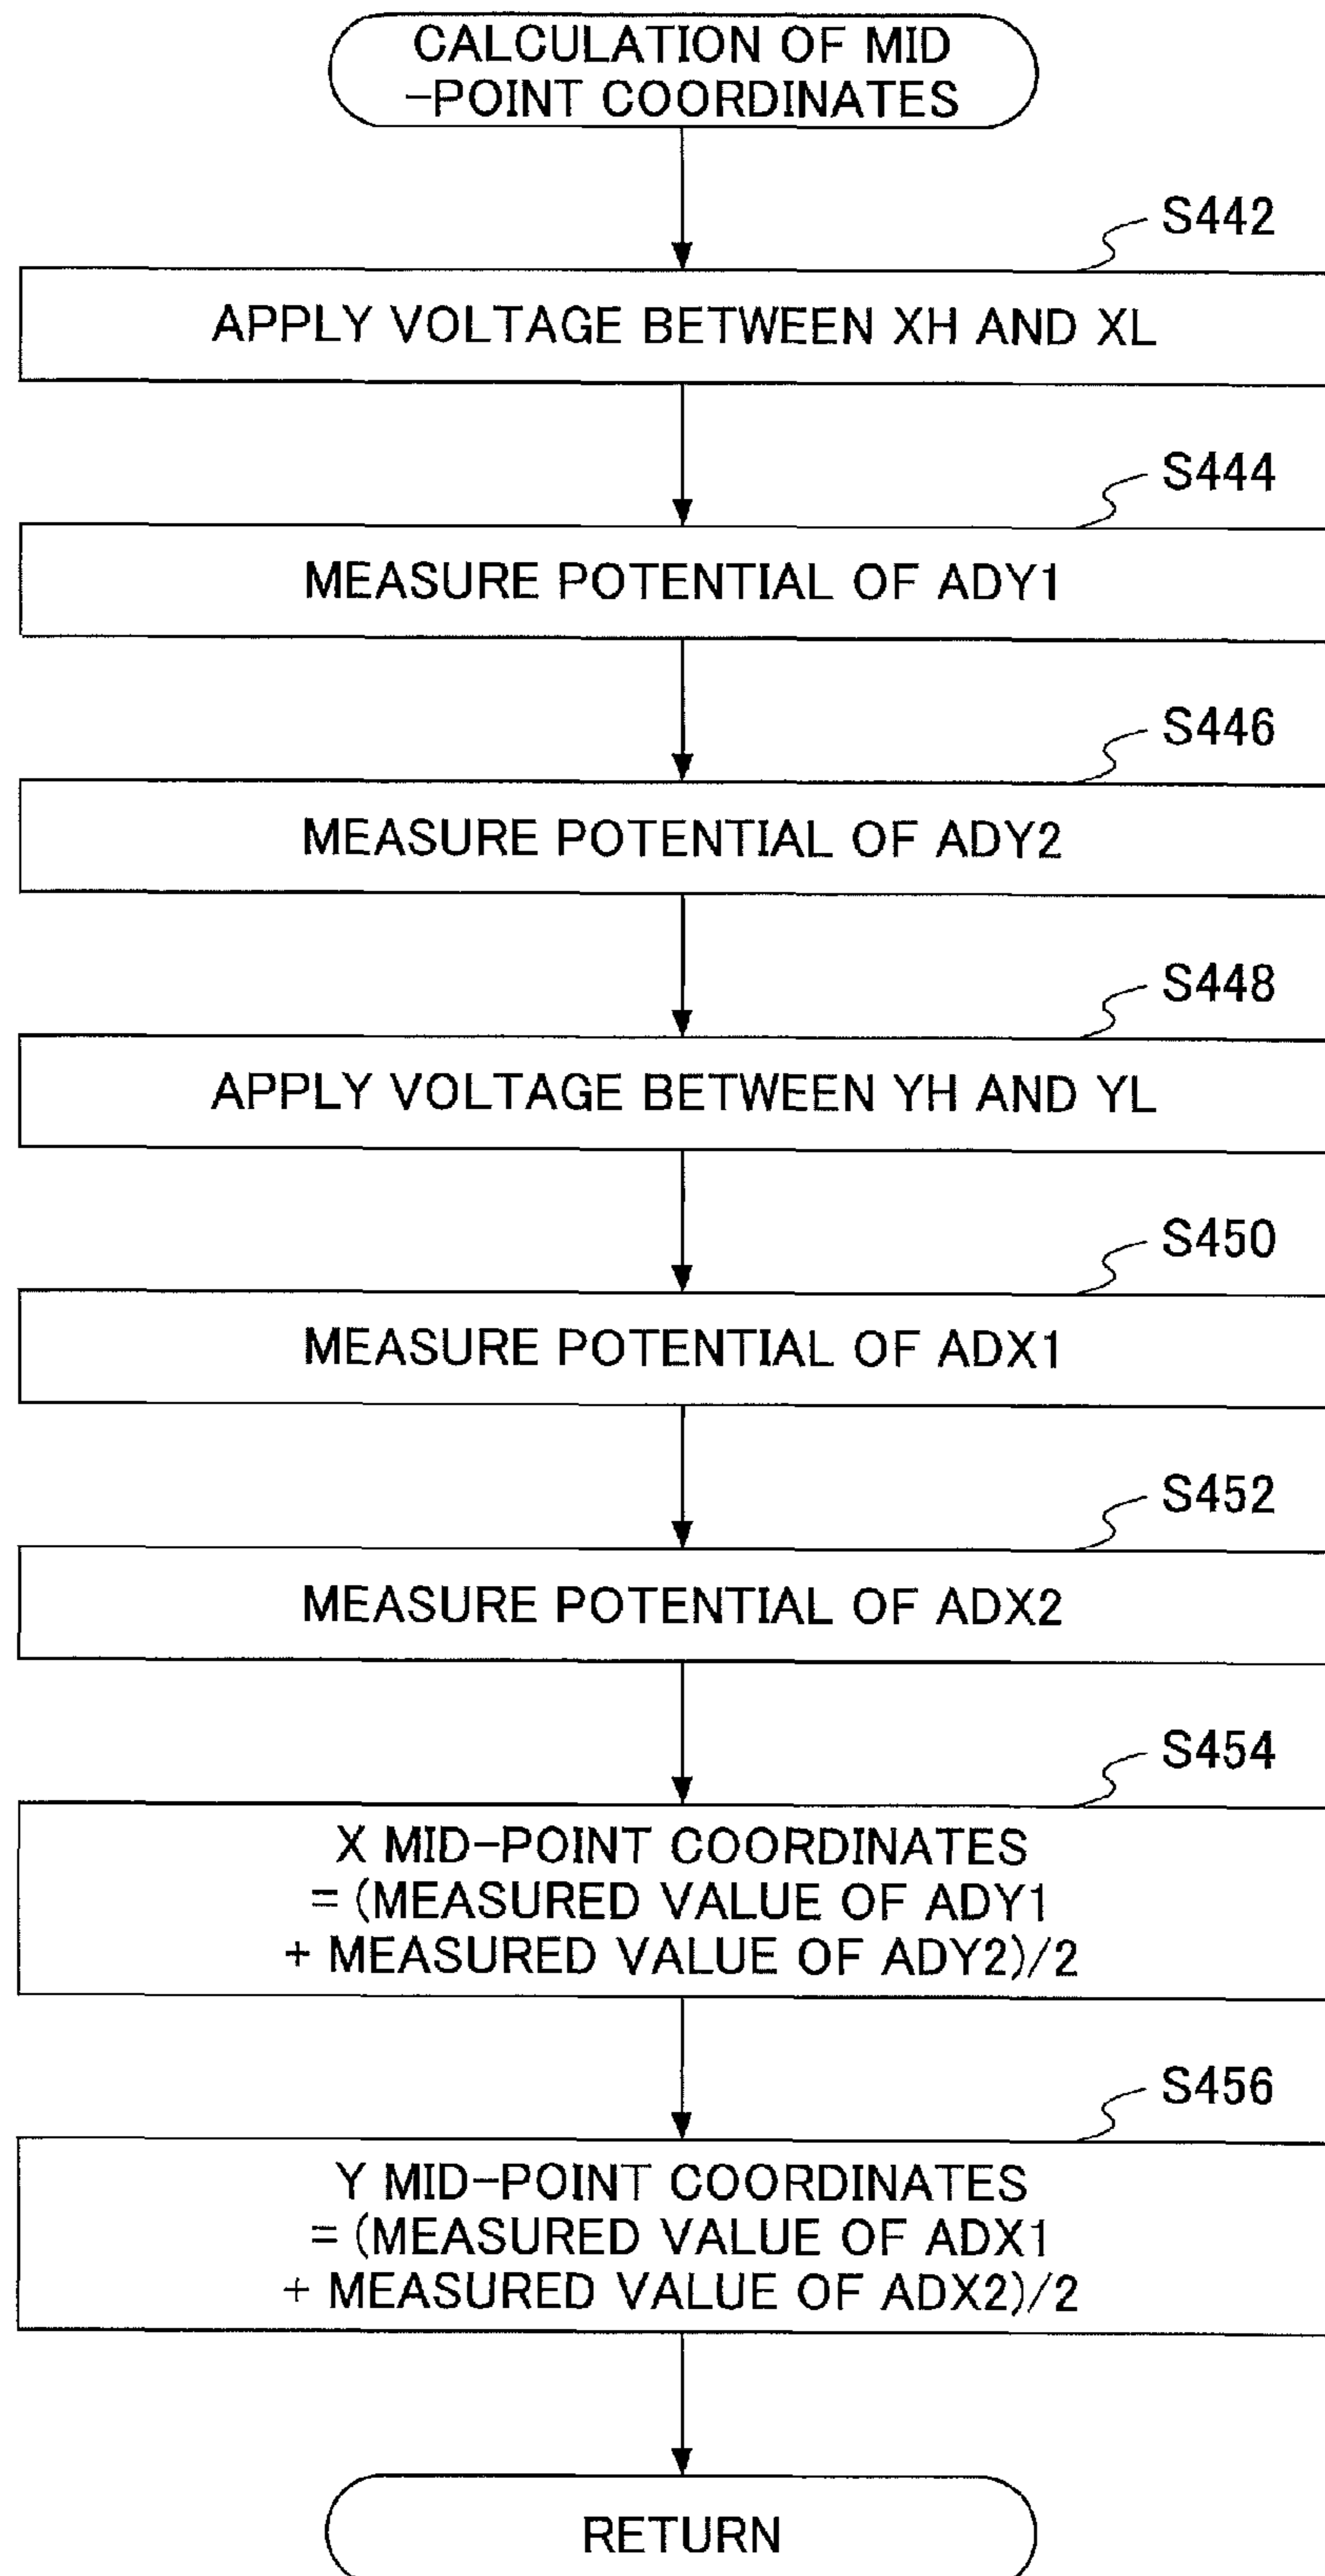 CALCULATION OF MID
-POINT COORDINATES
S442
APPLY VOLTAGE BETWEEN XH AND XL
S444
MEASURE POTENTIAL OF ADY1
S446
MEASURE POTENTIAL OF ADY2
S448
APPLY VOLTAGE BETWEEN YH AND YL
S450
MEASURE POTENTIAL OF ADX1
S452
MEASURE POTENTIAL OF ADX2
S454
X MID-POINT COORDINATES
= (MEASURED VALUE OF ADY1
+ MEASURED VALUE OF ADY2)/2
S456
Y MID-POINT COORDINATES
= (MEASURED VALUE OF ADX1
+ MEASURED VALUE OF ADX2)/2
RETURN